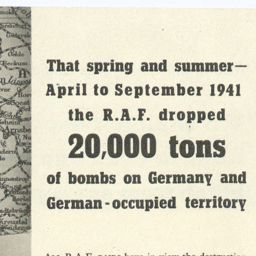 That spring and summer—
April to September 1941
the R.A.F. dropped
20,000 tons
of bombs on Germany and
German-occupied territory